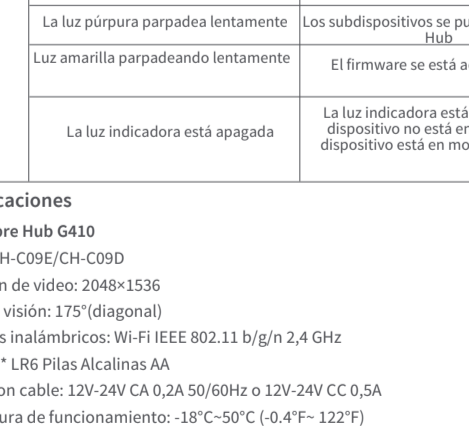 La luz púrpura parpadea lentamente
Los subdispositivos se pu
Hub
Luz amarilla parpadeando lentamente
El firmware se está a
La luz indicadora está apagada
La luz indicadora está
dispositivo no está en
dispositivo está en mo
caciones
re Hub G410
H-C09E/CH-C09D
n de video: 2048×1536
visión: 175°(diagonal)
s inalámbricos: Wi-Fi IEEE 802.11 b/g/n 2,4 GHz
* LR6 Pilas Alcalinas AA
on cable: 12V-24V CA 0,2A 50/60Hz o 12V-24V CC 0,5A
ura de funcionamiento: -18°C~50°C (-0.4°F~ 122°F)